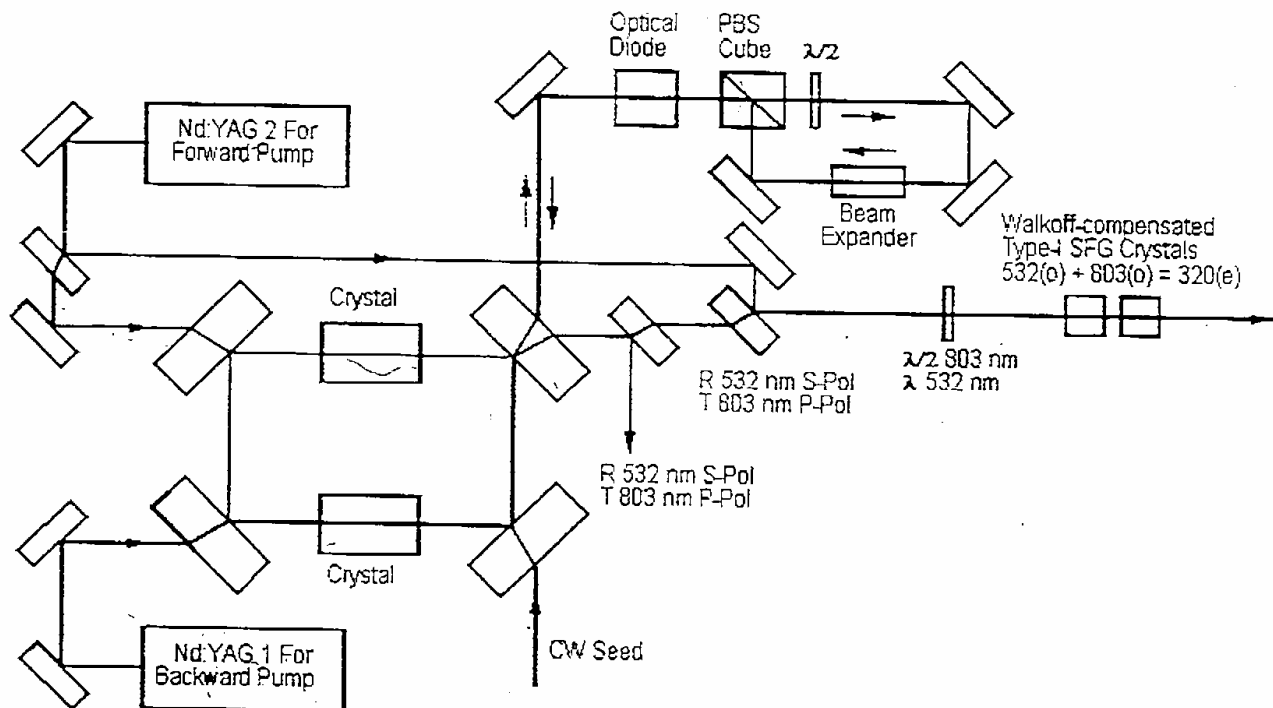 Optical
Diode
PBS
Cube
λ/2
Nd:YAG 2 For
Forward Pump
Beam
Expander
Walkoff-compensated
Type-I SFG Crystals
532(o) + 803(o) = 320(e)
Crystal
λ/2 803 nm
λ 532 nm
R 532 nm S-Pol
T 803 nm P-Pol
R 532 nm S-Pol
T 803 nm P-Pol
Crystal
CW Seed
Nd:YAG 1 For
Backward Pump